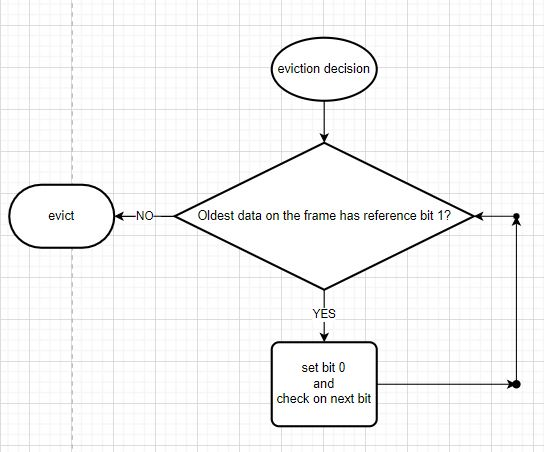 eviction decision
Oldest data on the frame has reference bit 1?
NO
evict
YES
set bit 0
and
check on next bit